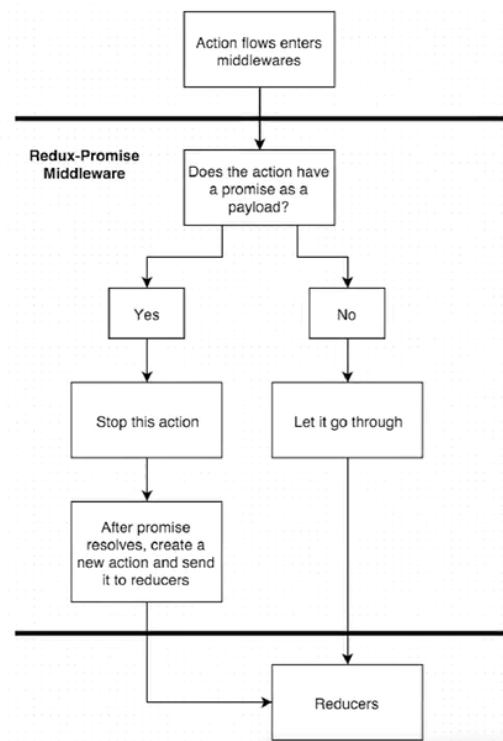 Action flows enters
middlewares
Redux-Promise
Middleware
Does the action have
a promise as a
payload?
Yes
No
Stop this action
Let it go through
After promise
resolves, create a
new action and send
it to reducers
Reducers